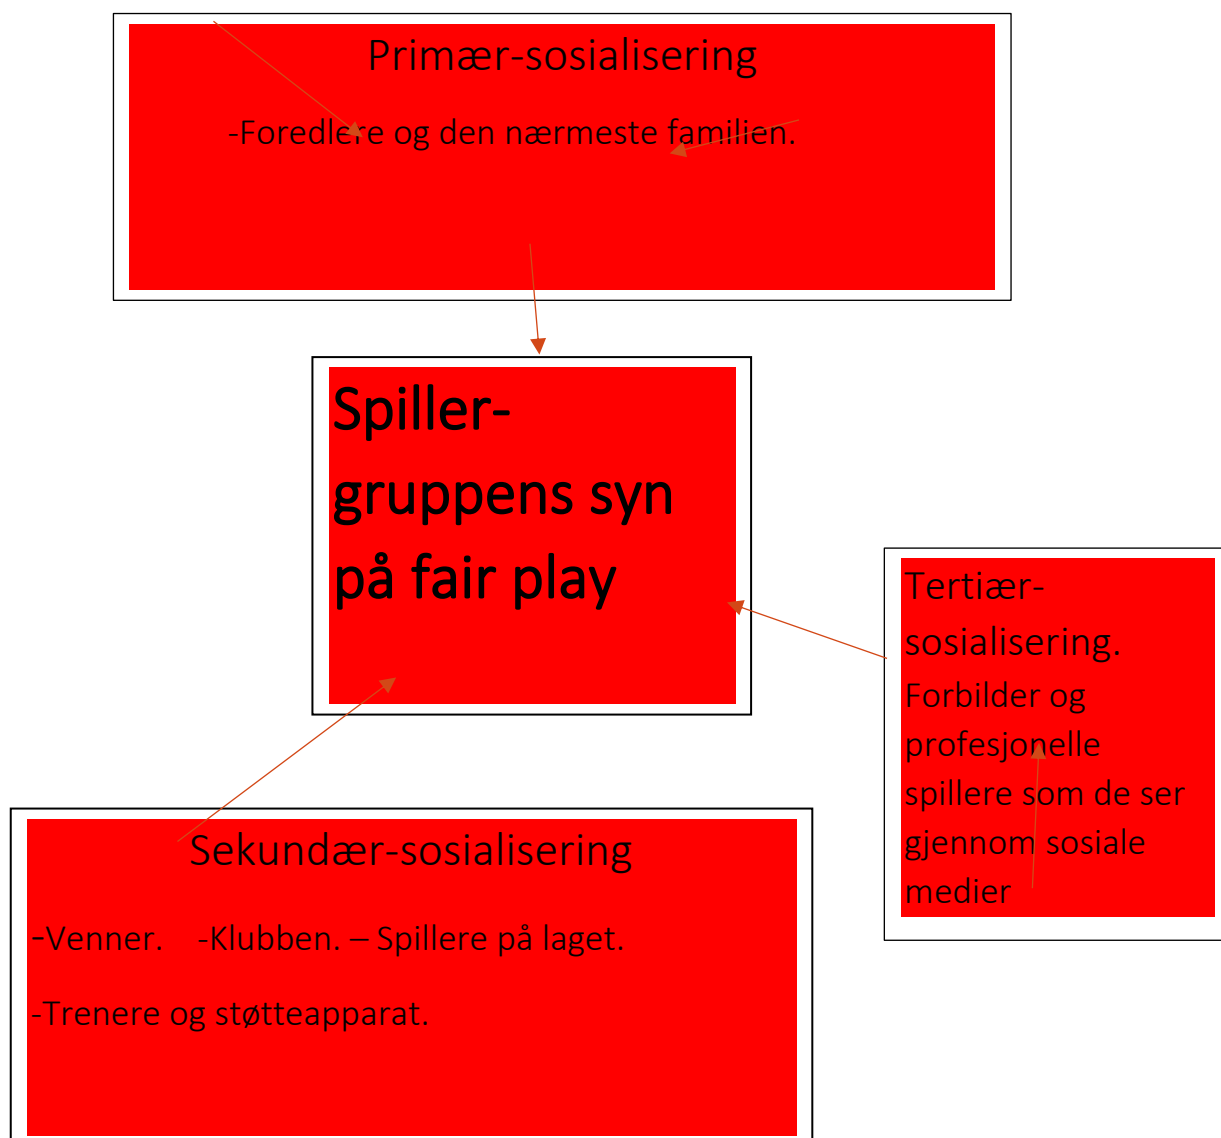 Primær-sosialisering
-Foredlere og den nærmeste familien.
Spiller-
gruppens syn
på fair play
Tertiær-
sosialisering.
Forbilder og
profesjonelle
spillere som de ser
gjennom sosiale
medier
Sekundær-sosialisering
-Venner. -Klubben. – Spillere på laget.
-Trenere og støtteapparat.